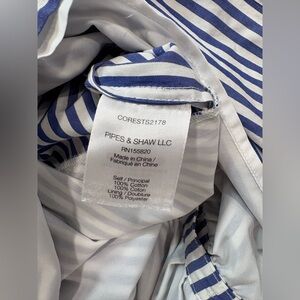 CORESTS2178
PIPES & SHAW LLC
RN155820
Made in China /
Fabriqué en Chine
Self / Principal
100% Cotton
100% Coton
Lining / Doublure
100% Polyester